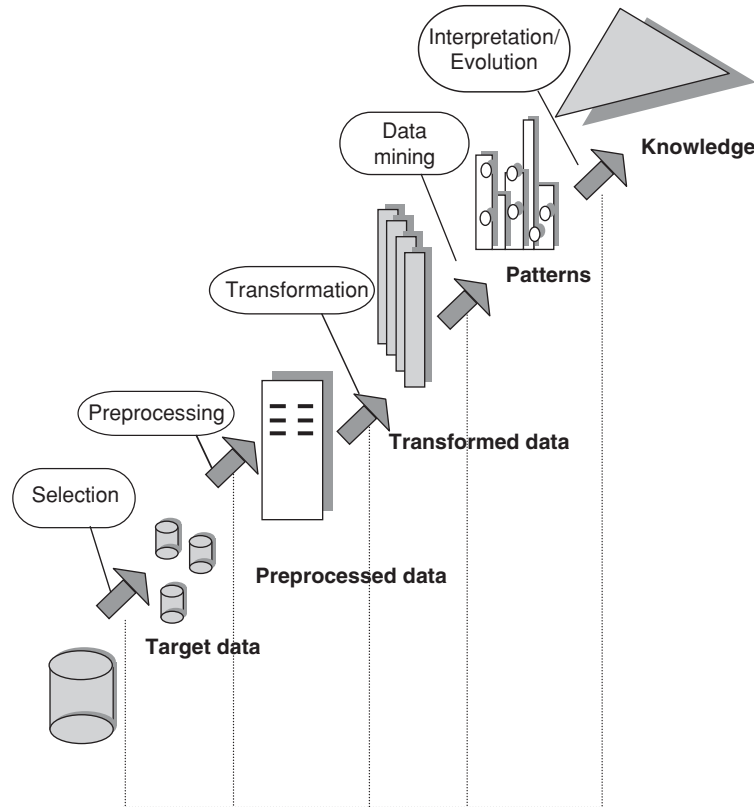 Interpretation/
Evolution
Knowledge
Data
mining
Patterns
Transformation
Transformed data
Preprocessing
Preprocessed data
Selection
Target data